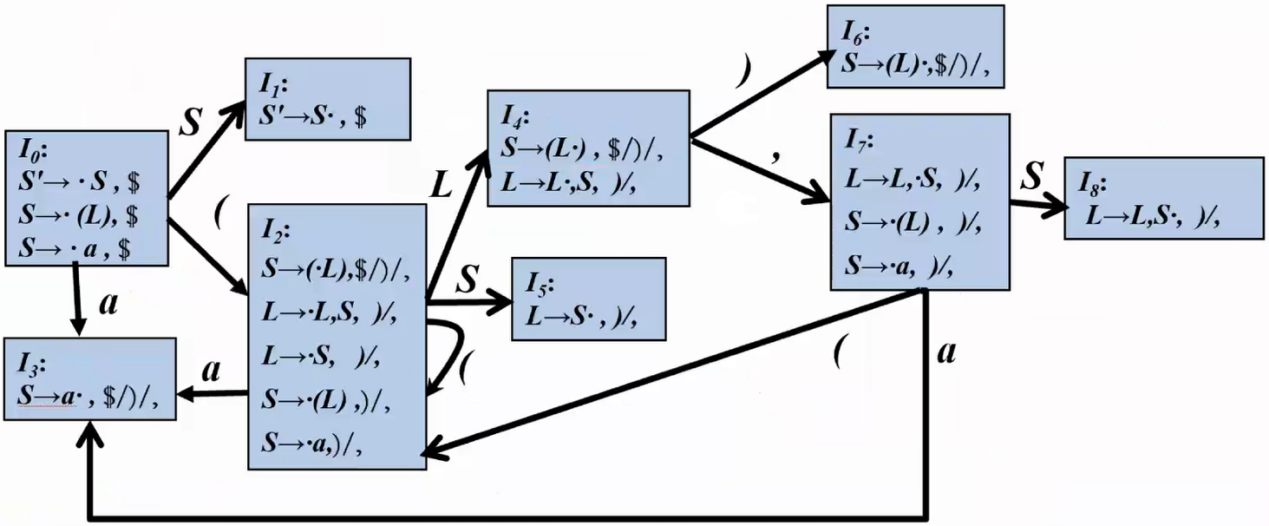 I0:
S'→ · S , $
S→· (L), $
S→ · a , $
S
(
a
I1:
S'→S· , $
I2:
S→(·L),$/)/,
L→·L,S, )/,
L→·S, )/,
S→·(L) ,)/,
S→·a,)/,
a
I3:
S→a· , $/)/,
L
S
(
I4:
S→(L·) , $/)/,
L→L·,S, )/,
I5:
L→S· , )/,
)
,
I6:
S→(L)·,$/)/,
I7:
L→L,·S, )/,
S→·(L) , )/,
S→·a, )/,
S
(
a
I8:
L→L,S·, )/,